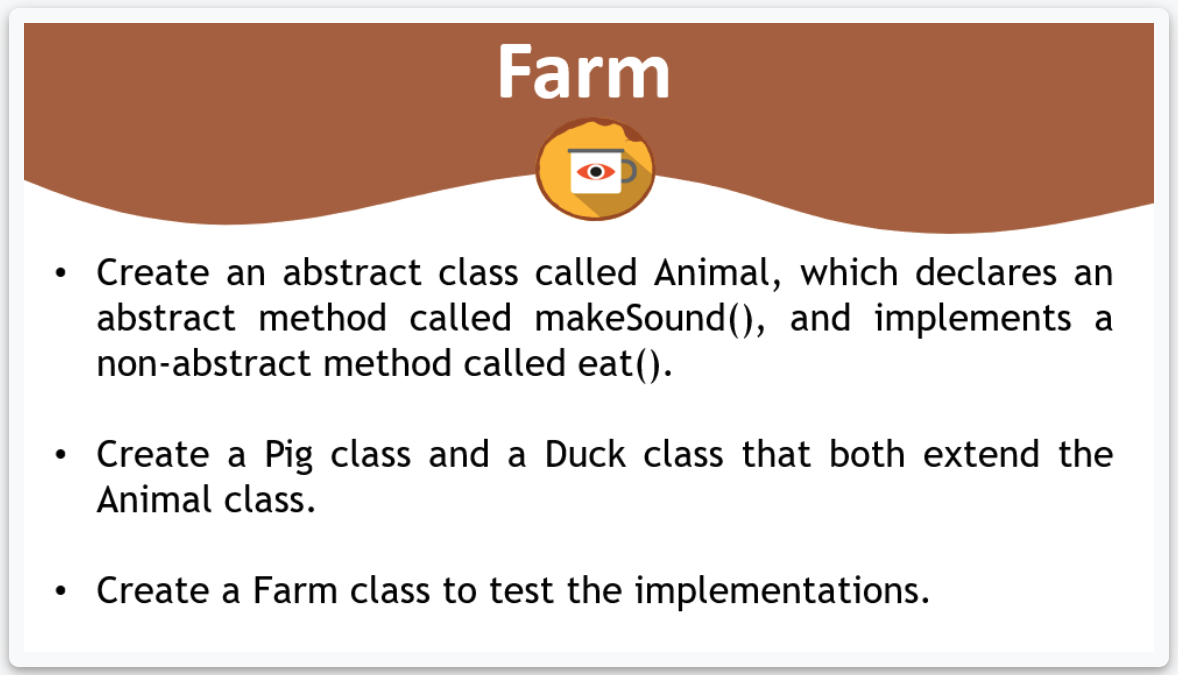 Farm
• Create an abstract class called Animal, which declares an
abstract method called makeSound(), and implements a
non-abstract method called eat().
• Create a Pig class and a Duck class that both extend the
Animal class.
• Create a Farm class to test the implementations.